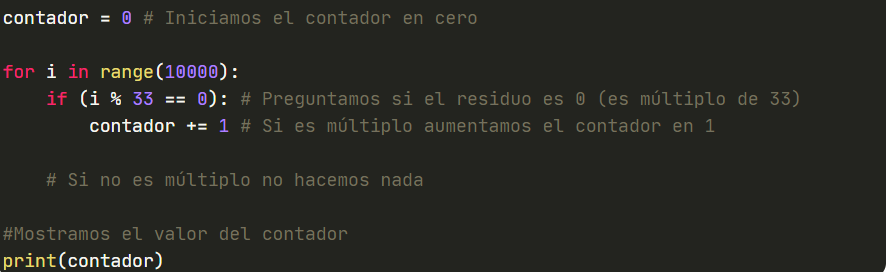 contador = 0 # Iniciamos el contador en cero
for i in range(10000):
if (i % 33 == 0): # Preguntamos si el residuo es 0 (es múltiplo de 33)
contador += 1 # Si es múltiplo aumentamos el contador en 1
# Si no es múltiplo no hacemos nada
#Mostramos el valor del contador
print(contador)